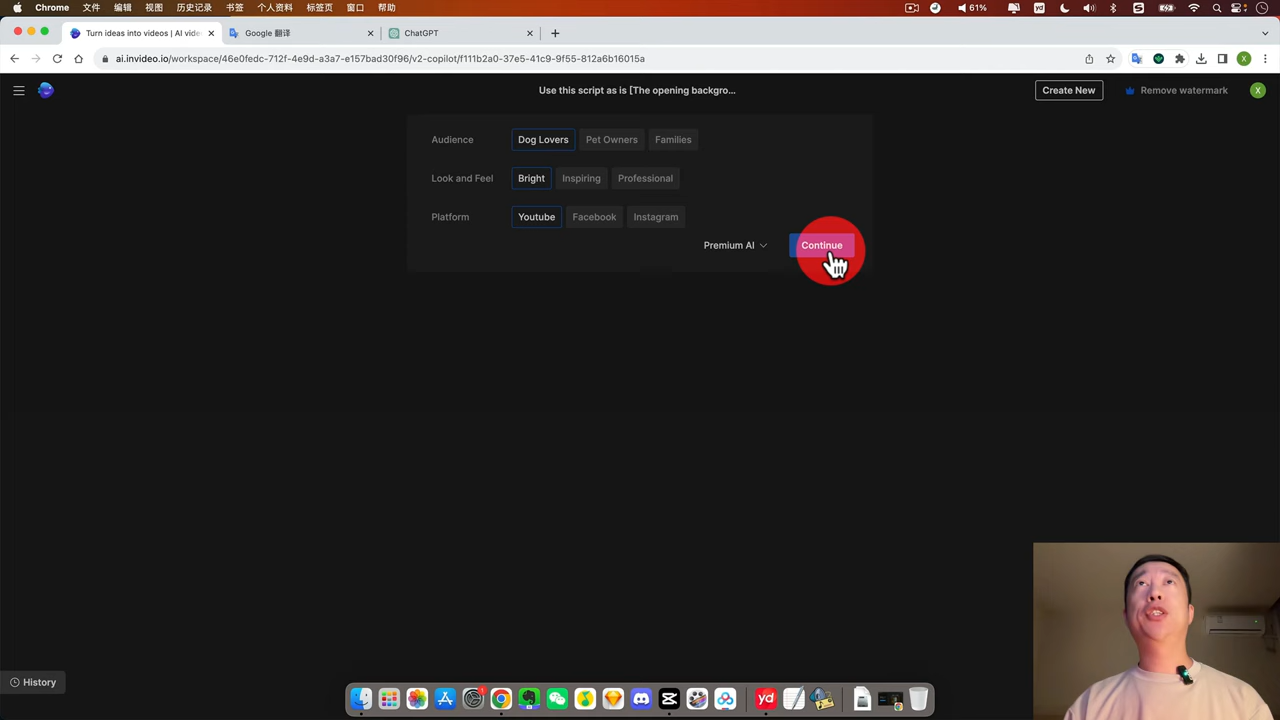 Chrome 文件 编辑 视图 历史记录 书签 个人资料 标签页 窗口 帮助 yd 61%
Turn ideas into videos | AI vide Google 翻译 ChatGPT
ai.invideo.io/workspace/46e0fedc-712f-4e9d-a3a7-e157bad30f96/v2-copilot/f111b2a0-37e5-41c9-9f55-812a6b16015a X
Use this script as is [The opening backgro... Create New Remove watermark X
Audience Dog Lovers Pet Owners Families
Look and Feel Bright Inspiring Professional
Platform Youtube Facebook Instagram
Premium AI Continue
History
1 yd